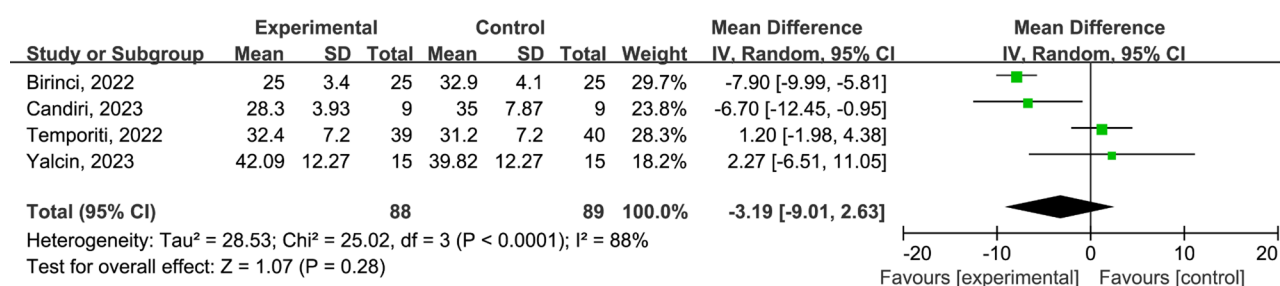 Experimental Control Mean Difference Mean Difference
Study or Subgroup Mean SD Total Mean SD Total Weight IV, Random, 95% CI IV, Random, 95% CI
Birinci, 2022 25 3.4 25 32.9 4.1 25 29.7% -7.90 [-9.99, -5.81]
Candiri, 2023 28.3 3.93 9 35 7.87 9 23.8% -6.70 [-12.45, -0.95]
Temporiti, 2022 32.4 7.2 39 31.2 7.2 40 28.3% 1.20 [-1.98, 4.38]
Yalcin, 2023 42.09 12.27 15 39.82 12.27 15 18.2% 2.27 [-6.51, 11.05]
Total (95% CI) 88 89 100.0% -3.19 [-9.01, 2.63]
Heterogeneity: Tau² = 28.53; Chi² = 25.02, df = 3 (P < 0.0001); I² = 88%
Test for overall effect: Z = 1.07 (P = 0.28)
-20 -10 0 10 20
Favours [experimental] Favours [control]